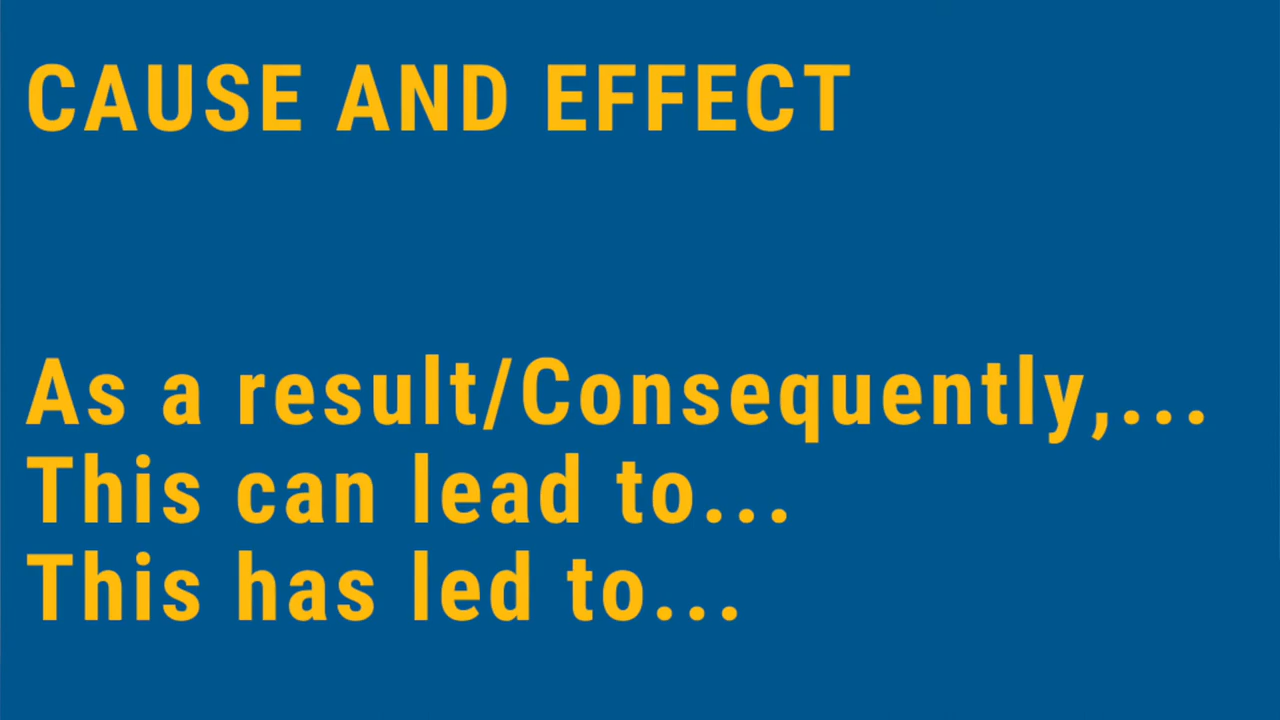 CAUSE AND EFFECT
As a result/Consequently,...
This can lead to...
This has led to...